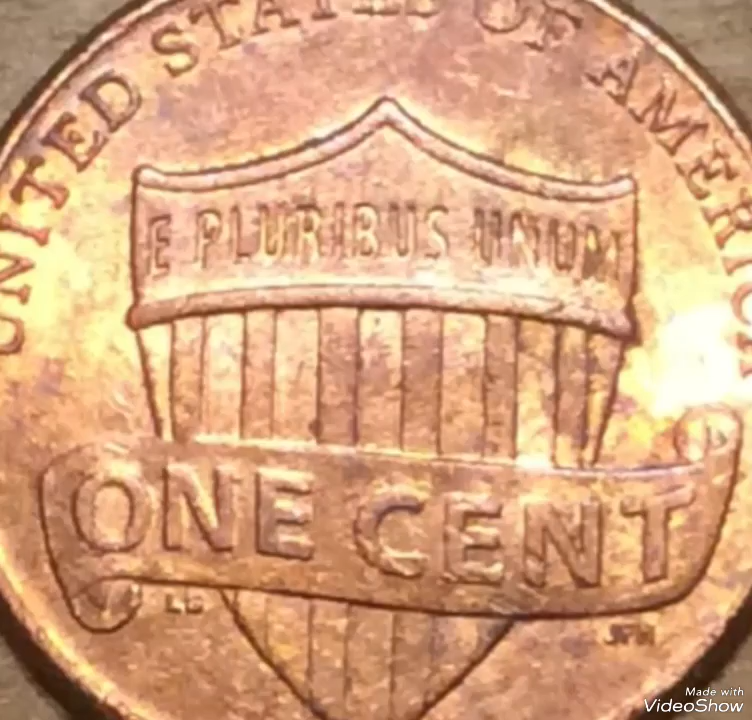 UNITED STATES OF AMERICA
E PLURIBUS UNUM
ONE CENT
LB
JFM
Made with
VideoShow